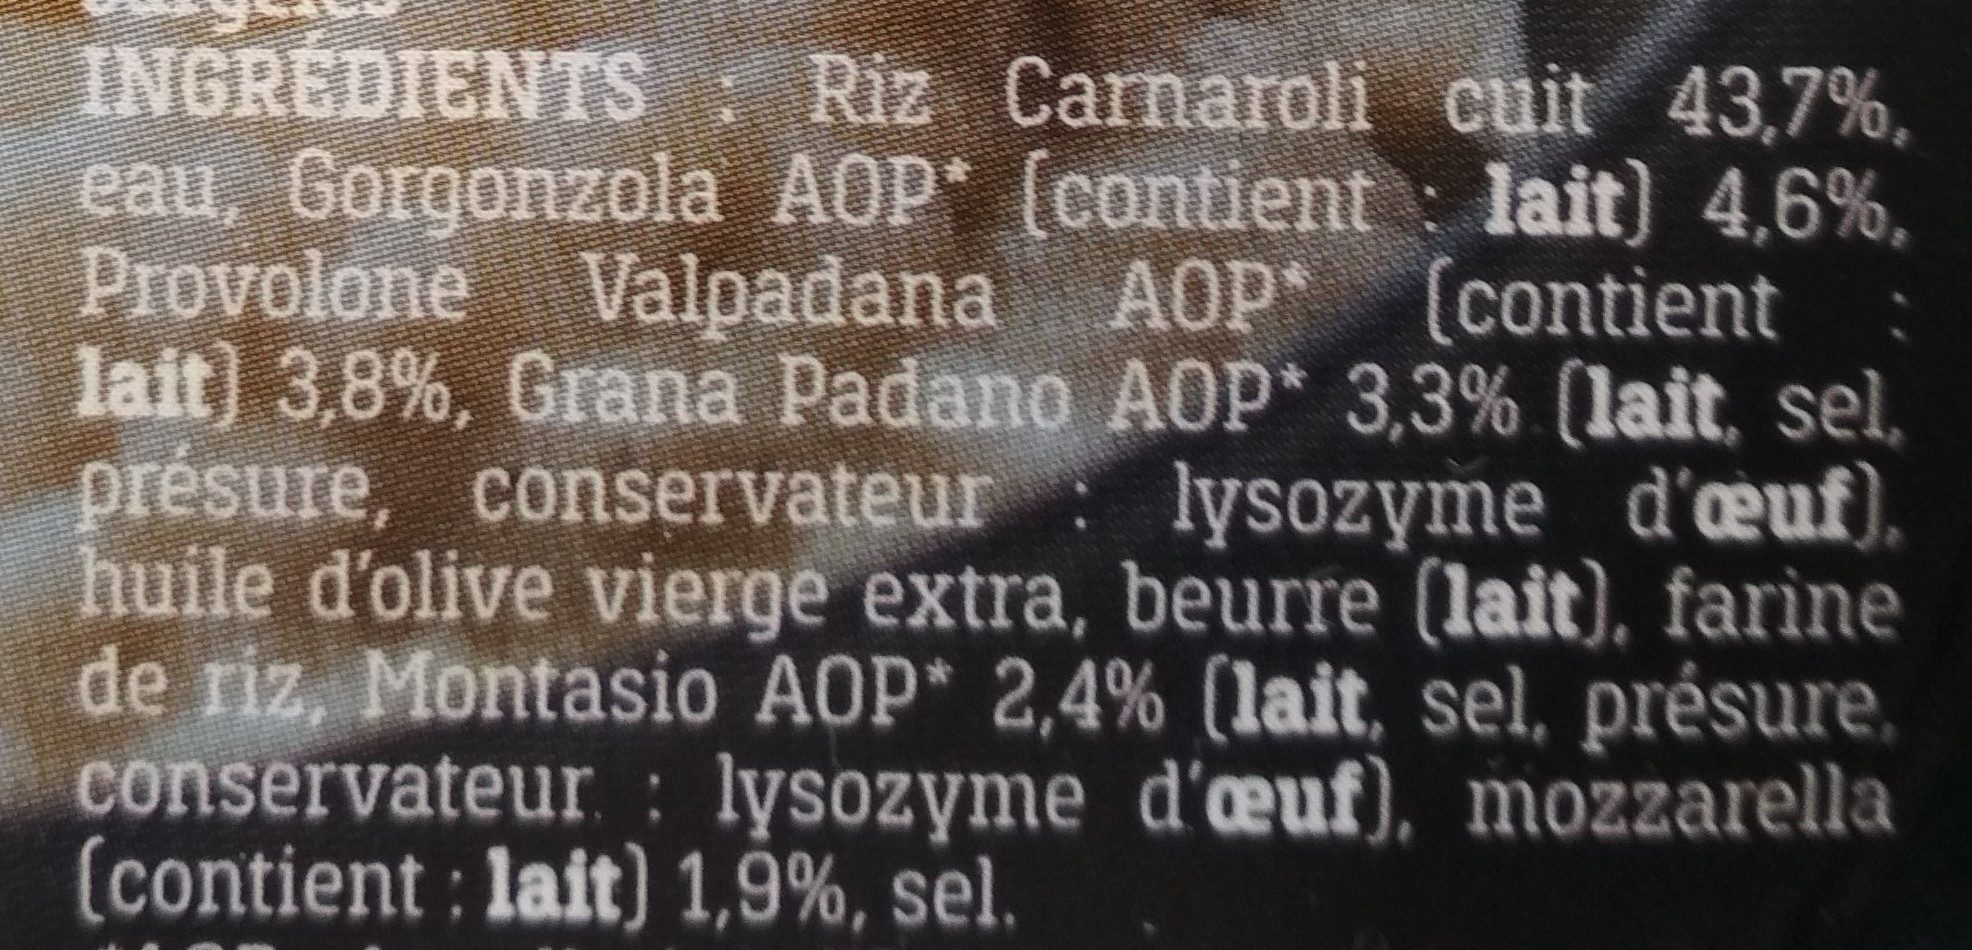 INGRÉDIENTS : Riz Carnaroli cuit 43,7%,
eau, Gorgonzola AOP* (contient : lait) 4,6%,
Provolone Valpadana AOP* (contient :
lait) 3,8%, Grana Padano AOP* 3,3% (lait, sel,
présure, conservateur : lysozyme d'œuf),
huile d'olive vierge extra, beurre (lait), farine
de riz, Montasio AOP* 2,4% (lait, sel, présure,
conservateur : lysozyme d'œuf), mozzarella
(contient : lait) 1,9%, sel.